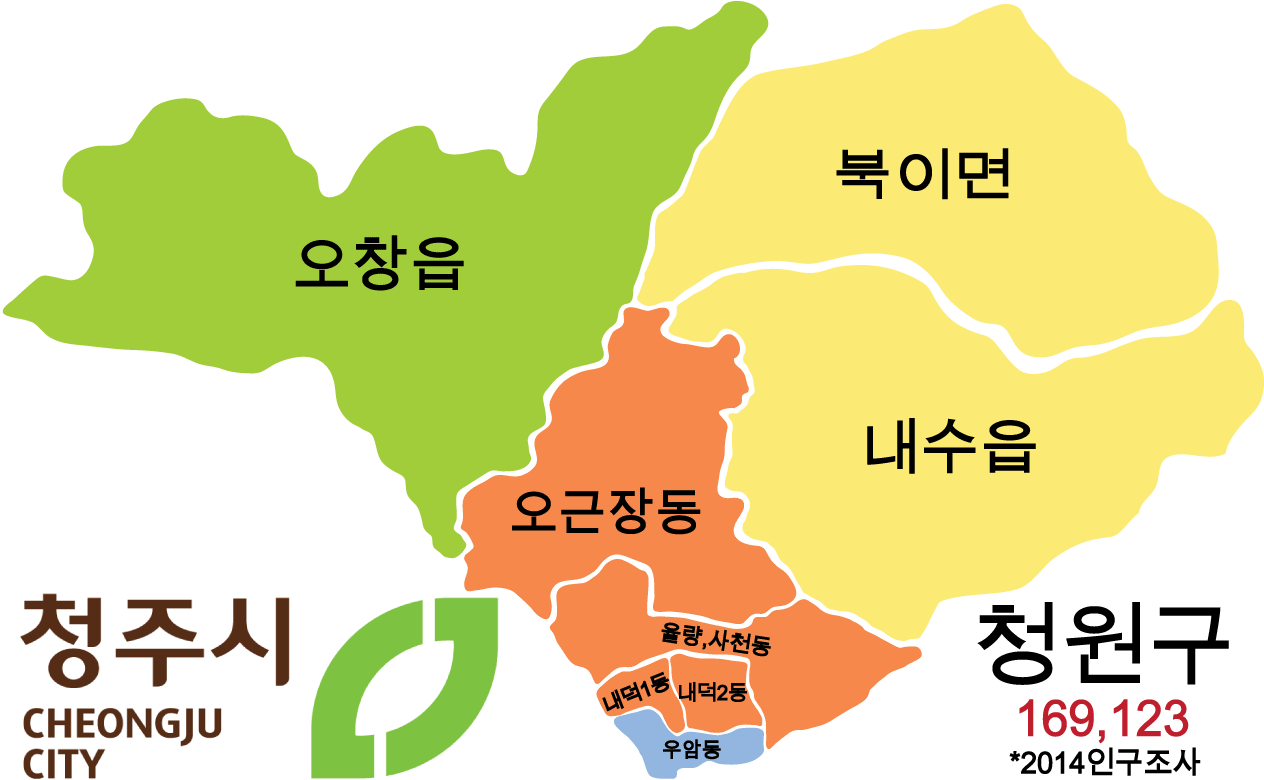 북이면
오창읍
내수읍
오근장동
율량,사천동
내덕1동
내덕2동
우암동
청주시
CHEONGJU
CITY
청원구
169,123
*2014인구조사